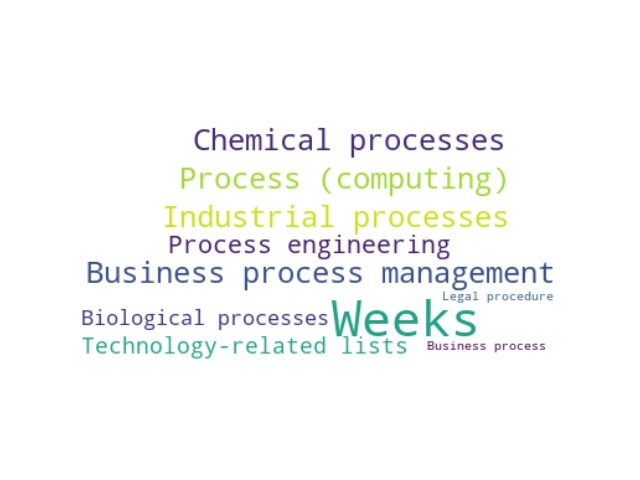 Chemical processes
Process (computing)
Industrial processes
Process engineering
Business process management
Legal procedure
Biological processes
Weeks
Technology-related lists
Business process